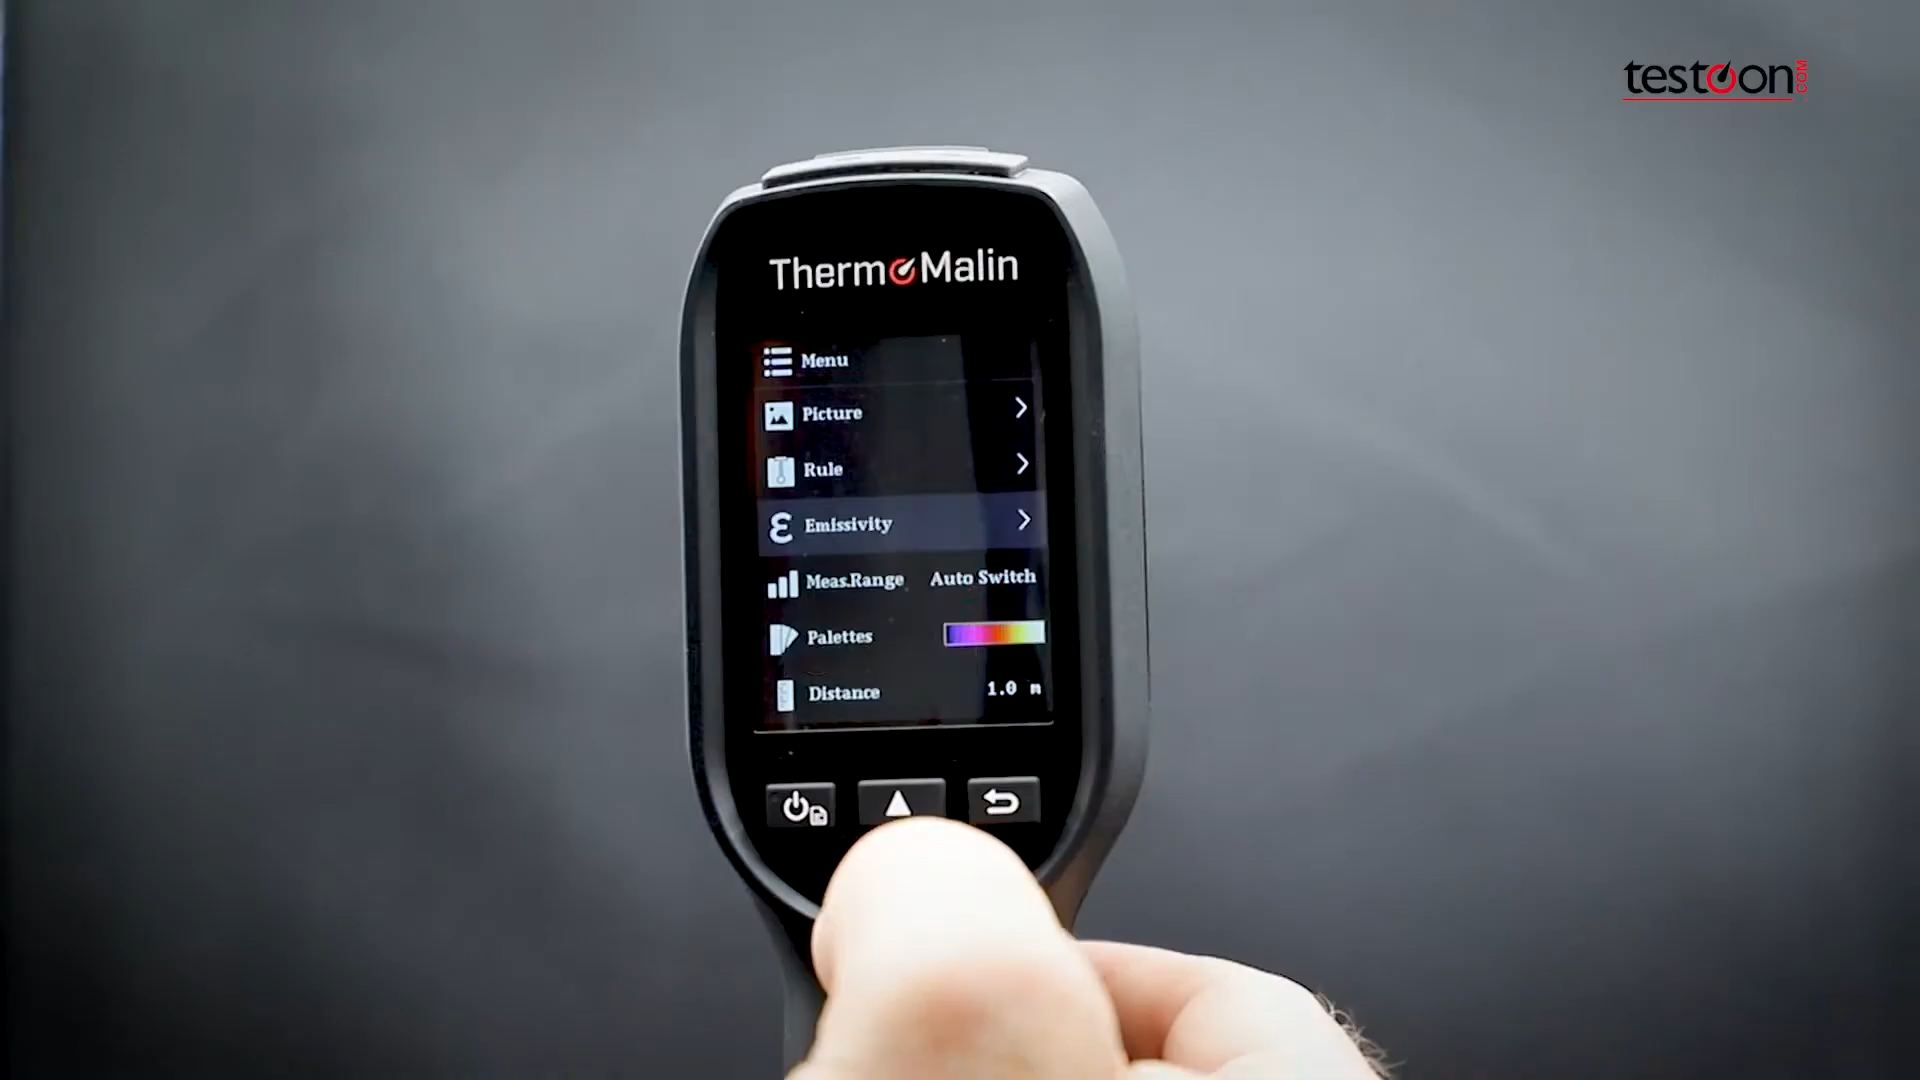 testoon.COM
ThermoMalin
Menu
Picture
Rule
ε Emissivity
Meas.Range Auto Switch
Palettes
Distance 1.0 m